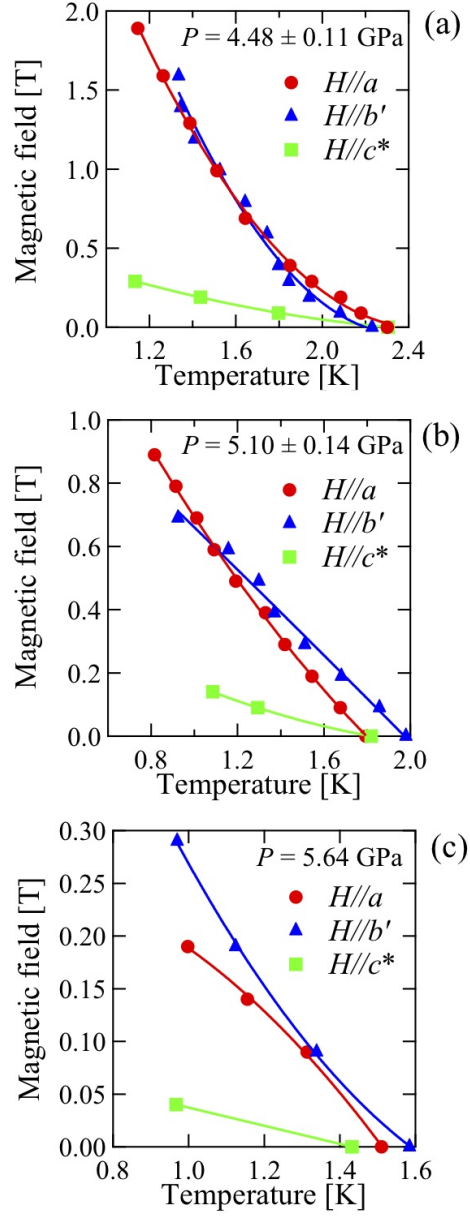 (a)
P = 4.48 ± 0.11 GPa
H//a
H//b'
H//c*
2.0
1.5
1.0
0.5
0.0
Magnetic field [T]
1.2 1.6 2.0 2.4
Temperature [K]
(b)
P = 5.10 ± 0.14 GPa
H//a
H//b'
H//c*
1.0
0.8
0.6
0.4
0.2
0.0
Magnetic field [T]
0.8 1.2 1.6 2.0
Temperature [K]
(c)
P = 5.64 GPa
H//a
H//b'
H//c*
0.30
0.25
0.20
0.15
0.10
0.05
0.00
Magnetic field [T]
1.0 1.2 1.4 1.6
Temperature [K]